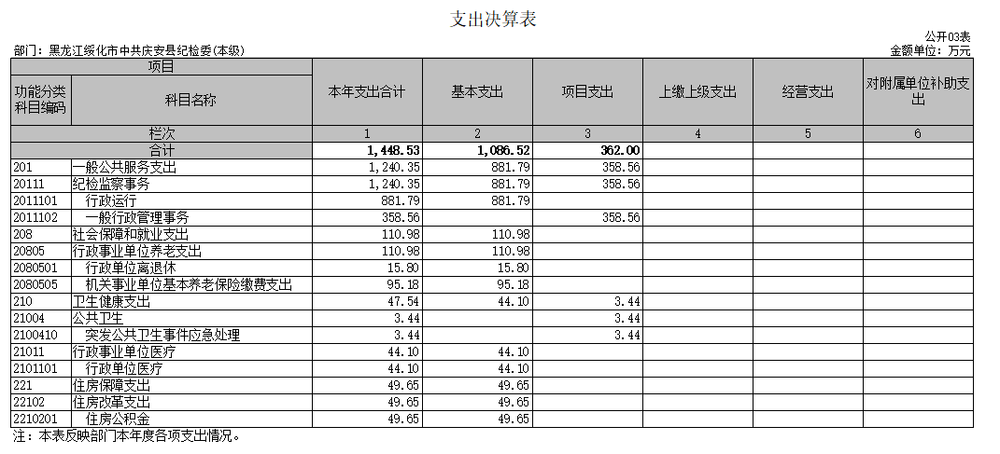 支出决算表
公开03表
部门：黑龙江绥化市中共庆安县纪检委(本级)
金额单位：万元
项目
本年支出合计 基本支出 项目支出 上缴上级支出 经营支出 对附属单位补助支出
功能分类科目编码 科目名称
栏次 1 2 3 4 5 6
合计 1,448.53 1,086.52 362.00
201 一般公共服务支出 1,240.35 881.79 358.56
20111 纪检监察事务 1,240.35 881.79 358.56
2011101 行政运行 881.79 881.79
2011102 一般行政管理事务 358.56 358.56
208 社会保障和就业支出 110.98 110.98
20805 行政事业单位养老支出 110.98 110.98
2080501 行政单位离退休 15.80 15.80
2080505 机关事业单位基本养老保险缴费支出 95.18 95.18
210 卫生健康支出 47.54 44.10 3.44
21004 公共卫生 3.44 3.44
2100410 突发公共卫生事件应急处理 3.44 3.44
21011 行政事业单位医疗 44.10 44.10
2101101 行政单位医疗 44.10 44.10
221 住房保障支出 49.65 49.65
22102 住房改革支出 49.65 49.65
2210201 住房公积金 49.65 49.65
注：本表反映部门本年度各项支出情况。